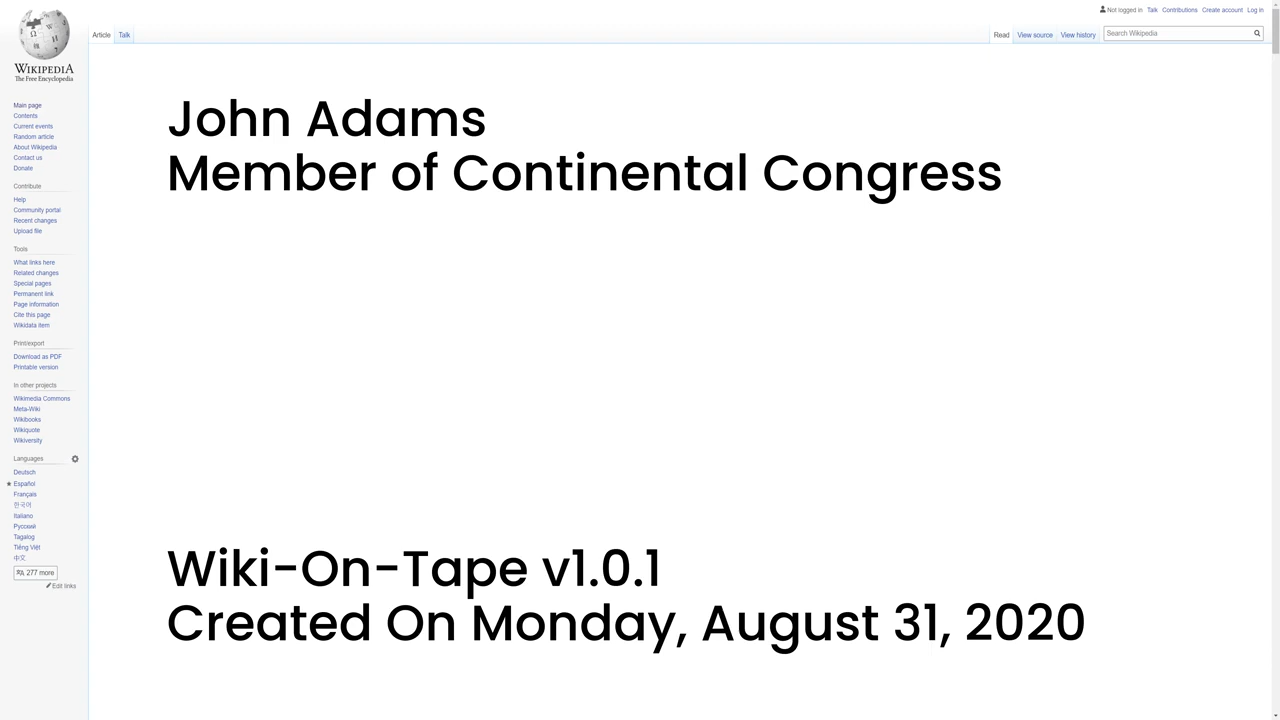 WIKIPEDIA
The Free Encyclopedia
Main page
Contents
Current events
Random article
About Wikipedia
Contact us
Donate
Contribute
Help
Community portal
Recent changes
Upload file
Tools
What links here
Related changes
Special pages
Permanent link
Page information
Cite this page
Wikidata item
Print/export
Download as PDF
Printable version
In other projects
Wikimedia Commons
Meta-Wiki
Wikibooks
Wikiquote
Wikiversity
Languages
Deutsch
Español
Français
한국어
Italiano
Русский
Tagalog
Tiếng Việt
中文
277 more
Edit links
Not logged in Talk Contributions Create account Log in
Article Talk Read View source View history Search Wikipedia
John Adams
Member of Continental Congress
Wiki-On-Tape v1.0.1
Created On Monday, August 31, 2020